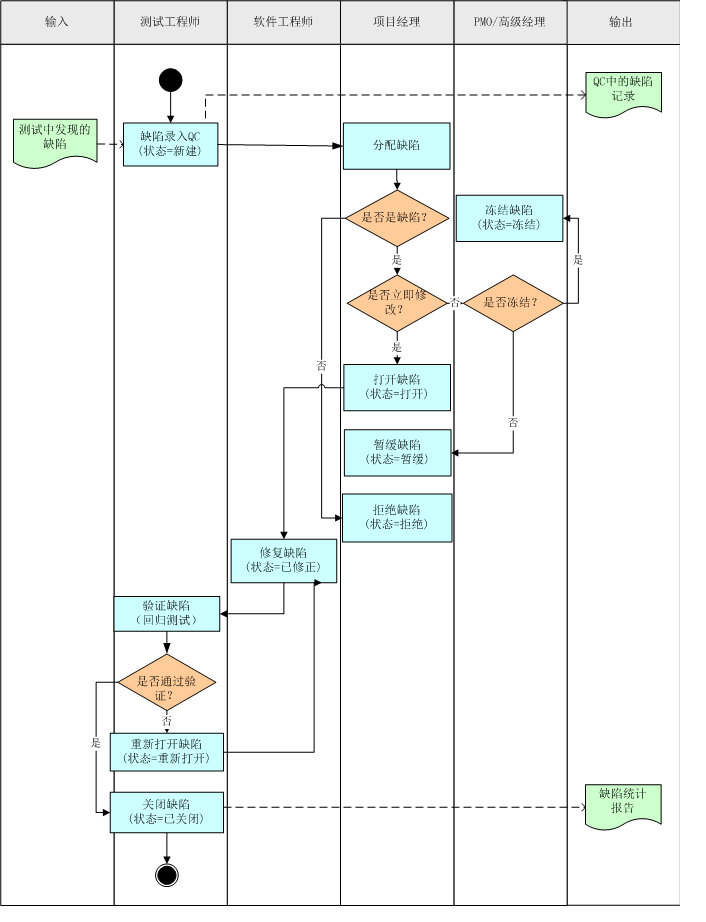 输入
测试工程师
软件工程师
项目经理
PMO/高级经理
输出
QC中的缺陷
记录
测试中发现的
缺陷
缺陷录入QC
(状态=新建)
分配缺陷
是否是缺陷?
冻结缺陷
(状态=冻结)
是
是
是否立即修
改?
否
是否冻结?
是
否
打开缺陷
(状态=打开)
否
暂缓缺陷
(状态=暂缓)
拒绝缺陷
(状态=拒绝)
修复缺陷
(状态=已修正)
验证缺陷
(回归测试)
是否通过验
证?
否
是
重新打开缺陷
(状态=重新打开)
关闭缺陷
(状态=已关闭)
缺陷统计
报告